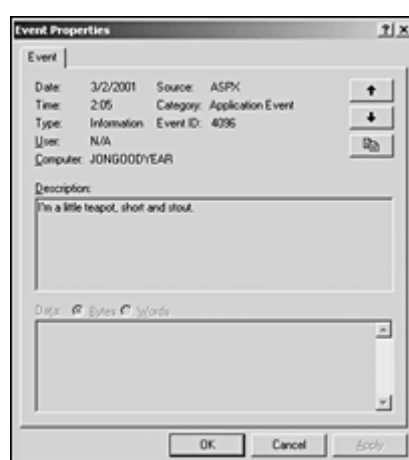 Event Properties
Event
Date: 3/2/2001 Source: ASPX
Time: 2:05 Category: Application Event
Type: Information Event ID: 4096
User: N/A
Computer: JONGOODYEAR
Description:
I'm a little teapot, short and stout.
Data: Bytes Words
OK Cancel Apply